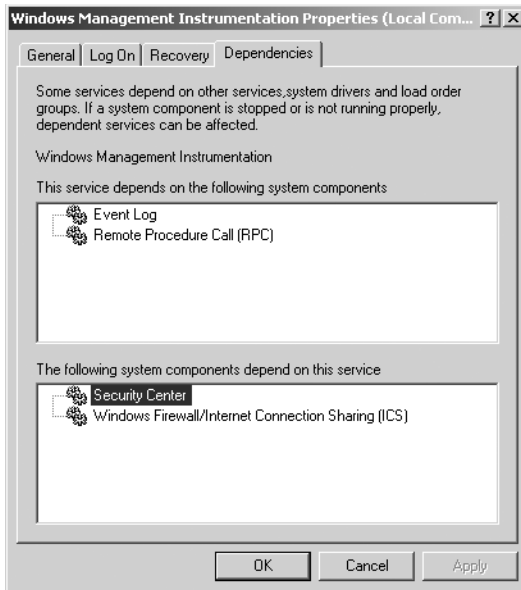 Windows Management Instrumentation Properties (Local Com... ? X
General Log On Recovery Dependencies
Some services depend on other services,system drivers and load order
groups. If a system component is stopped or is not running properly,
dependent services can be affected.
Windows Management Instrumentation
This service depends on the following system components
Event Log
Remote Procedure Call (RPC)
The following system components depend on this service
Security Center
Windows Firewall/Internet Connection Sharing (ICS)
OK Cancel Apply